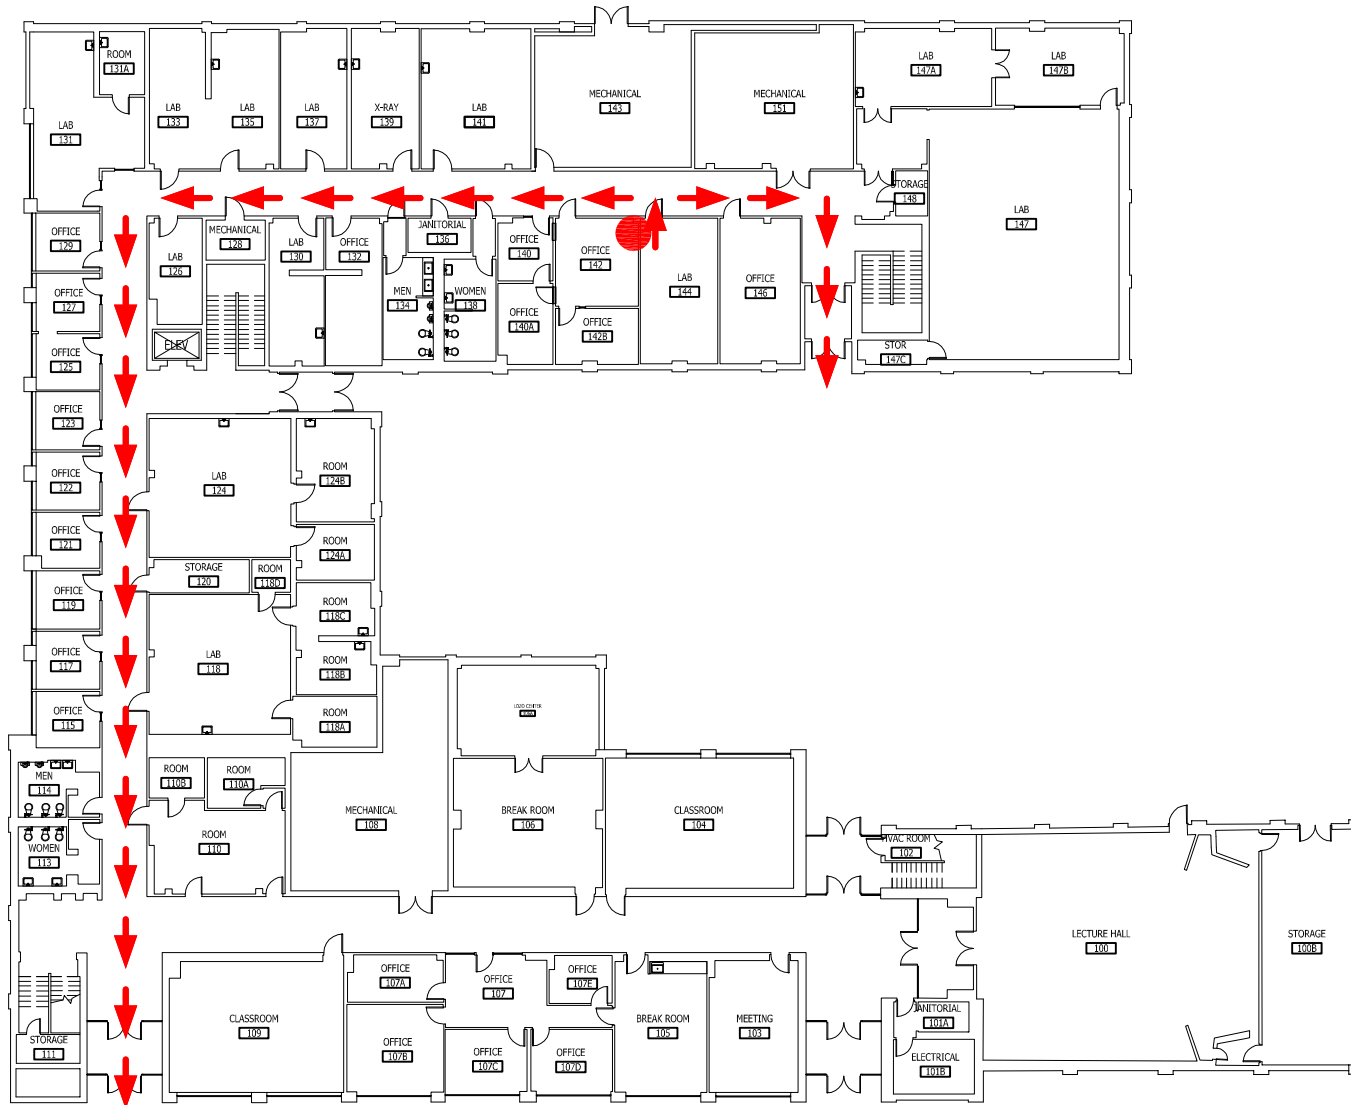 ROOM
131A
LAB
131
LAB
133
LAB
135
LAB
137
X-RAY
139
LAB
141
MECHANICAL
143
MECHANICAL
151
LAB
147A
LAB
147B
STORAGE
148
LAB
147
OFFICE
129
MECHANICAL
128
LAB
126
LAB
130
OFFICE
132
JANITORIAL
136
OFFICE
140
OFFICE
142
LAB
144
OFFICE
146
OFFICE
127
MEN
134
WOMEN
138
OFFICE
140A
OFFICE
142B
ELEV
STOR
147C
OFFICE
125
OFFICE
123
OFFICE
122
LAB
124
ROOM
124B
OFFICE
121
ROOM
124A
STORAGE
120
ROOM
118D
OFFICE
119
ROOM
118C
OFFICE
117
LAB
118
ROOM
118B
OFFICE
115
ROOM
118A
LOZO CENTER
MEN
114
ROOM
110B
ROOM
110A
MECHANICAL
108
BREAK ROOM
106
CLASSROOM
104
ROOM
110
WOMEN
113
HVAC ROOM
102
LECTURE HALL
100
STORAGE
100B
OFFICE
107A
OFFICE
107
OFFICE
107E
CLASSROOM
109
BREAK ROOM
105
MEETING
103
JANITORIAL
101A
STORAGE
111
OFFICE
107B
OFFICE
107C
OFFICE
107D
ELECTRICAL
101B